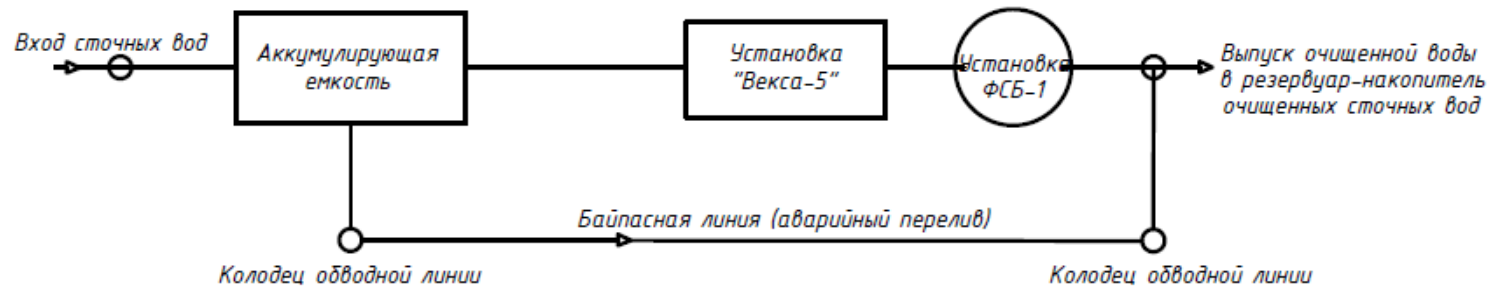 Вход сточных вод
Аккумулирующая
емкость
Установка
"Векса-5"
Установка
ФСБ-1
Выпуск очищенной воды
в резервуар-накопитель
очищенных сточных вод
Байпасная линия (аварийный перелив)
Колодец обводной линии
Колодец обводной линии